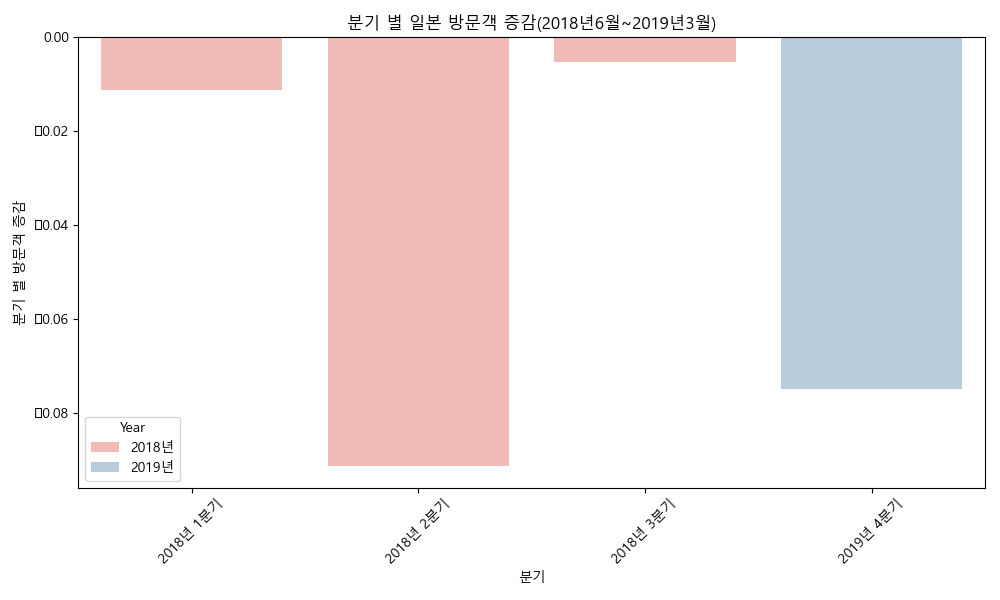 분기 별 일본 방문객 증감(2018년6월~2019년3월)
분기 별 방문객 증감
0.00
□0.02
□0.04
□0.06
□0.08
Year
2018년
2019년
2018년 1분기
2018년 2분기
2018년 3분기
2019년 4분기
분기